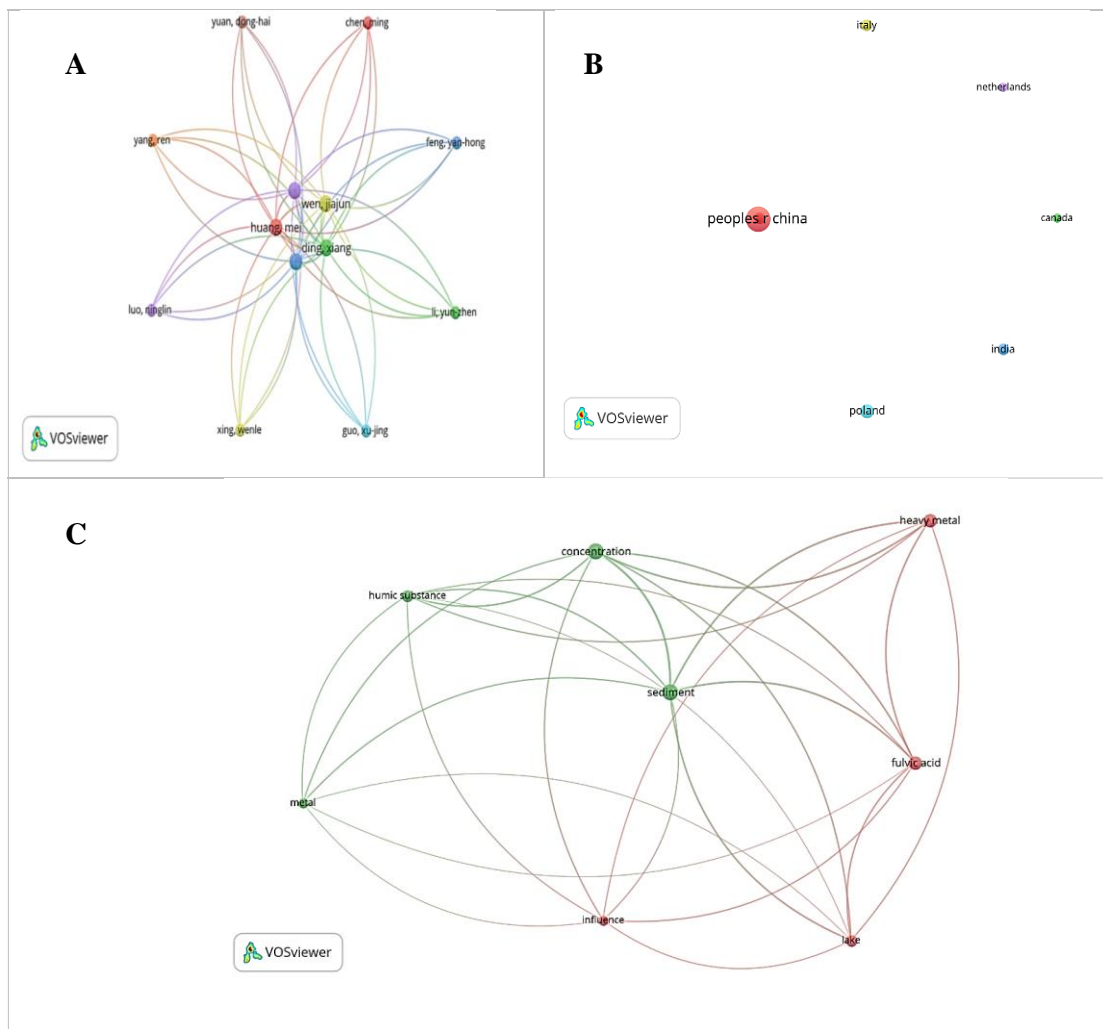 A
yuan, dong-hai
chen, ming
yang, ren
feng, yan-hong
wen, jiajun
huang, mei
ding, xiang
luo, ninglin
li, yun-zhen
xing, wenle
guo, xu-jing
VOSviewer
B
italy
netherlands
peoples r china
canada
india
poland
VOSviewer
C
heavy metal
concentration
humic substance
sediment
fulvic acid
metal
influence
lake
VOSviewer